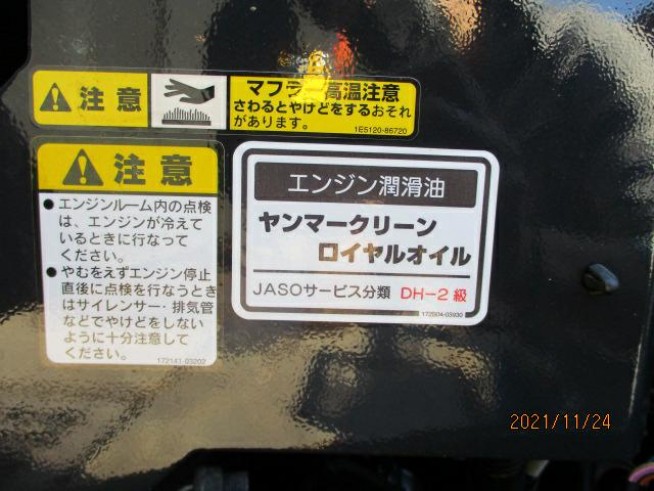 注意
マフラー高温注意
さわるとやけどをするおそれ
があります。
1E5120-86720
注意
●エンジンルーム内の点検
は、エンジンが冷えて
いるときに行なって
ください。
●やむをえずエンジン停止
直後に点検を行なうとき
はサイレンサー・排気管
などでやけどをしない
ように十分注意して
ください。
172141-03202
エンジン潤滑油
ヤンマークリーン
ロイヤルオイル
JASOサービス分類 DH-2 級
2021/11/24